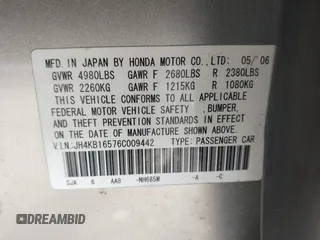 MFD. IN JAPAN BY HONDA MOTOR CO., LTD: 05/'06
GVWR 4980LBS GAWR F 2680LBS R 2380LBS
GVWR 2260KG GAWR F 1215KG R 1080KG
THIS VEHICLE CONFORMS TO ALL APPLICABLE
FEDERAL MOTOR VEHICLE SAFETY ,BUMPER,
AND THEFT PREVENTION STANDARDS IN EFFECT ON
THE DATE OF MANUFACTURE SHOWN ABOVE.
V.I.N:JH4KB16576C009442 TYPE: PASSENGER CAR
SJA 6 AAB -NH685M -A -C
DREAMBID
dreambid.com